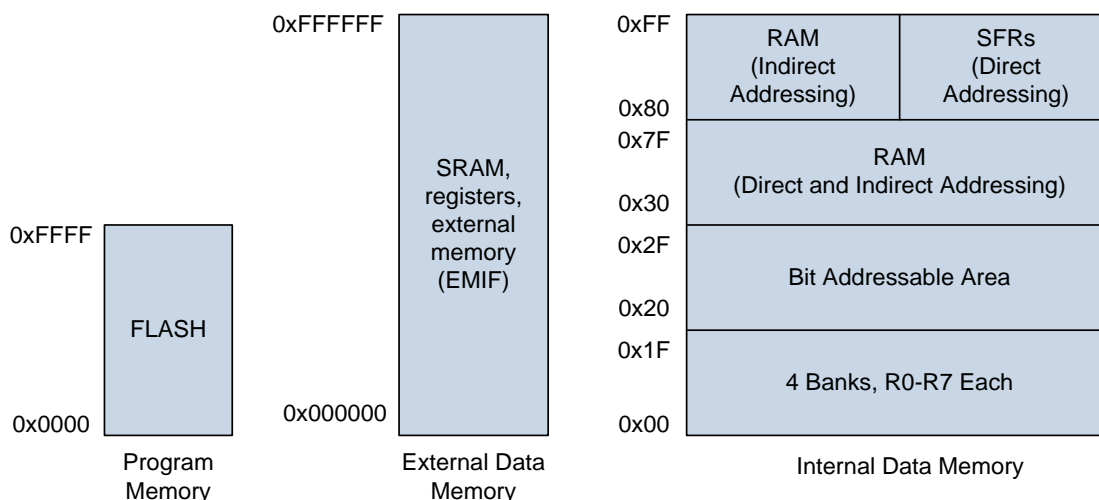 0xFFFF
FLASH
0x0000
Program
Memory
0xFFFFFF
SRAM,
registers,
external
memory
(EMIF)
0x000000
External Data
Memory
0xFF
RAM
(Indirect
Addressing)
SFRs
(Direct
Addressing)
0x80
0x7F
RAM
(Direct and Indirect Addressing)
0x30
0x2F
Bit Addressable Area
0x20
0x1F
4 Banks, R0-R7 Each
0x00
Internal Data Memory